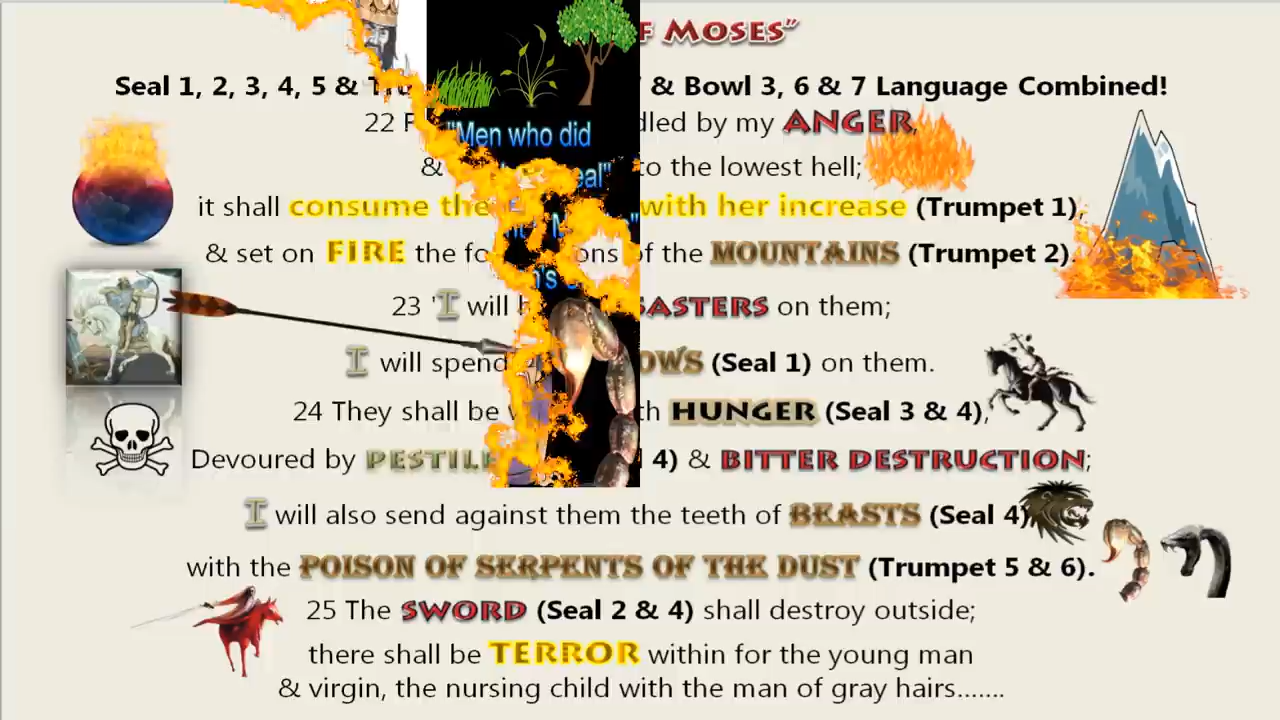 F MOSES”
Seal 1, 2, 3, 4, 5 & & Bowl 3, 6 & 7 Language Combined!
22 F dled by my ANGER,
"Men who did
& to the lowest hell;
eal"
it shall consume the with her increase (Trumpet 1),
& set on FIRE the fo ons of the MOUNTAINS (Trumpet 2).
23 'I will h SASTERS on them;
I will spend OWS (Seal 1) on them.
24 They shall be w th HUNGER (Seal 3 & 4),
Devoured by PESTILE 4) & BITTER DESTRUCTION;
I will also send against them the teeth of BEASTS (Seal 4)
with the POISON OF SERPENTS OF THE DUST (Trumpet 5 & 6).
25 The SWORD (Seal 2 & 4) shall destroy outside;
there shall be TERROR within for the young man
& virgin, the nursing child with the man of gray hairs.......